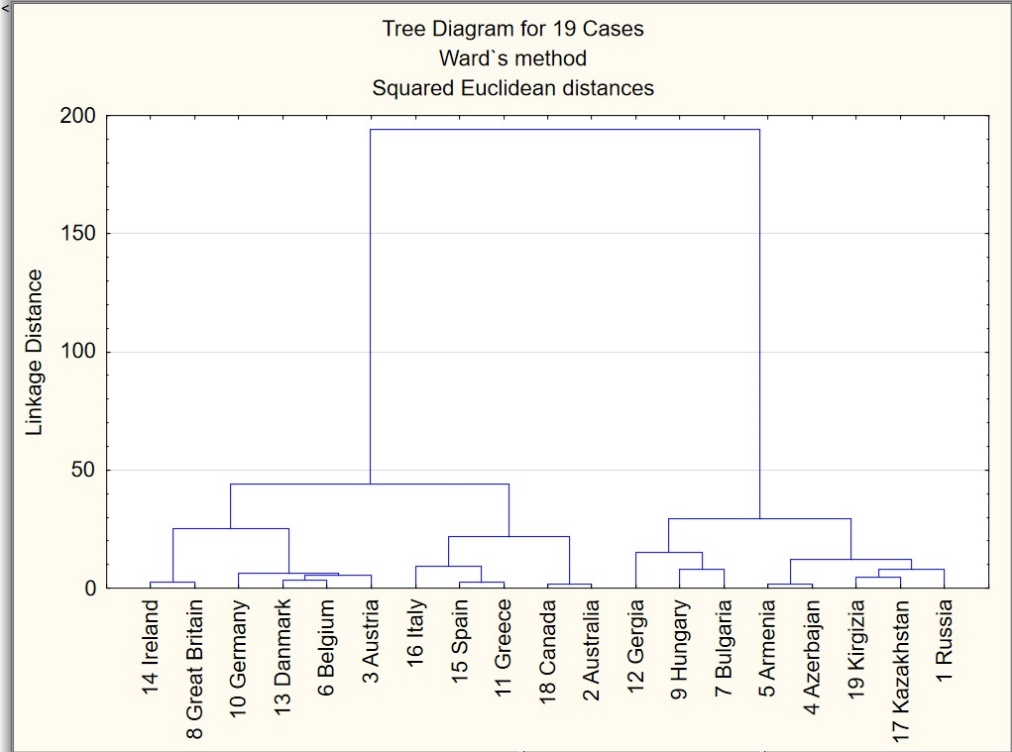 <
Tree Diagram for 19 Cases
Ward`s method
Squared Euclidean distances
200
150
100
50
0
Linkage Distance
14 Ireland
8 Great Britain
10 Germany
13 Danmark
6 Belgium
3 Austria
16 Italy
15 Spain
11 Greece
18 Canada
2 Australia
12 Gergia
9 Hungary
7 Bulgaria
5 Armenia
4 Azerbajan
19 Kirgizia
17 Kazakhstan
1 Russia